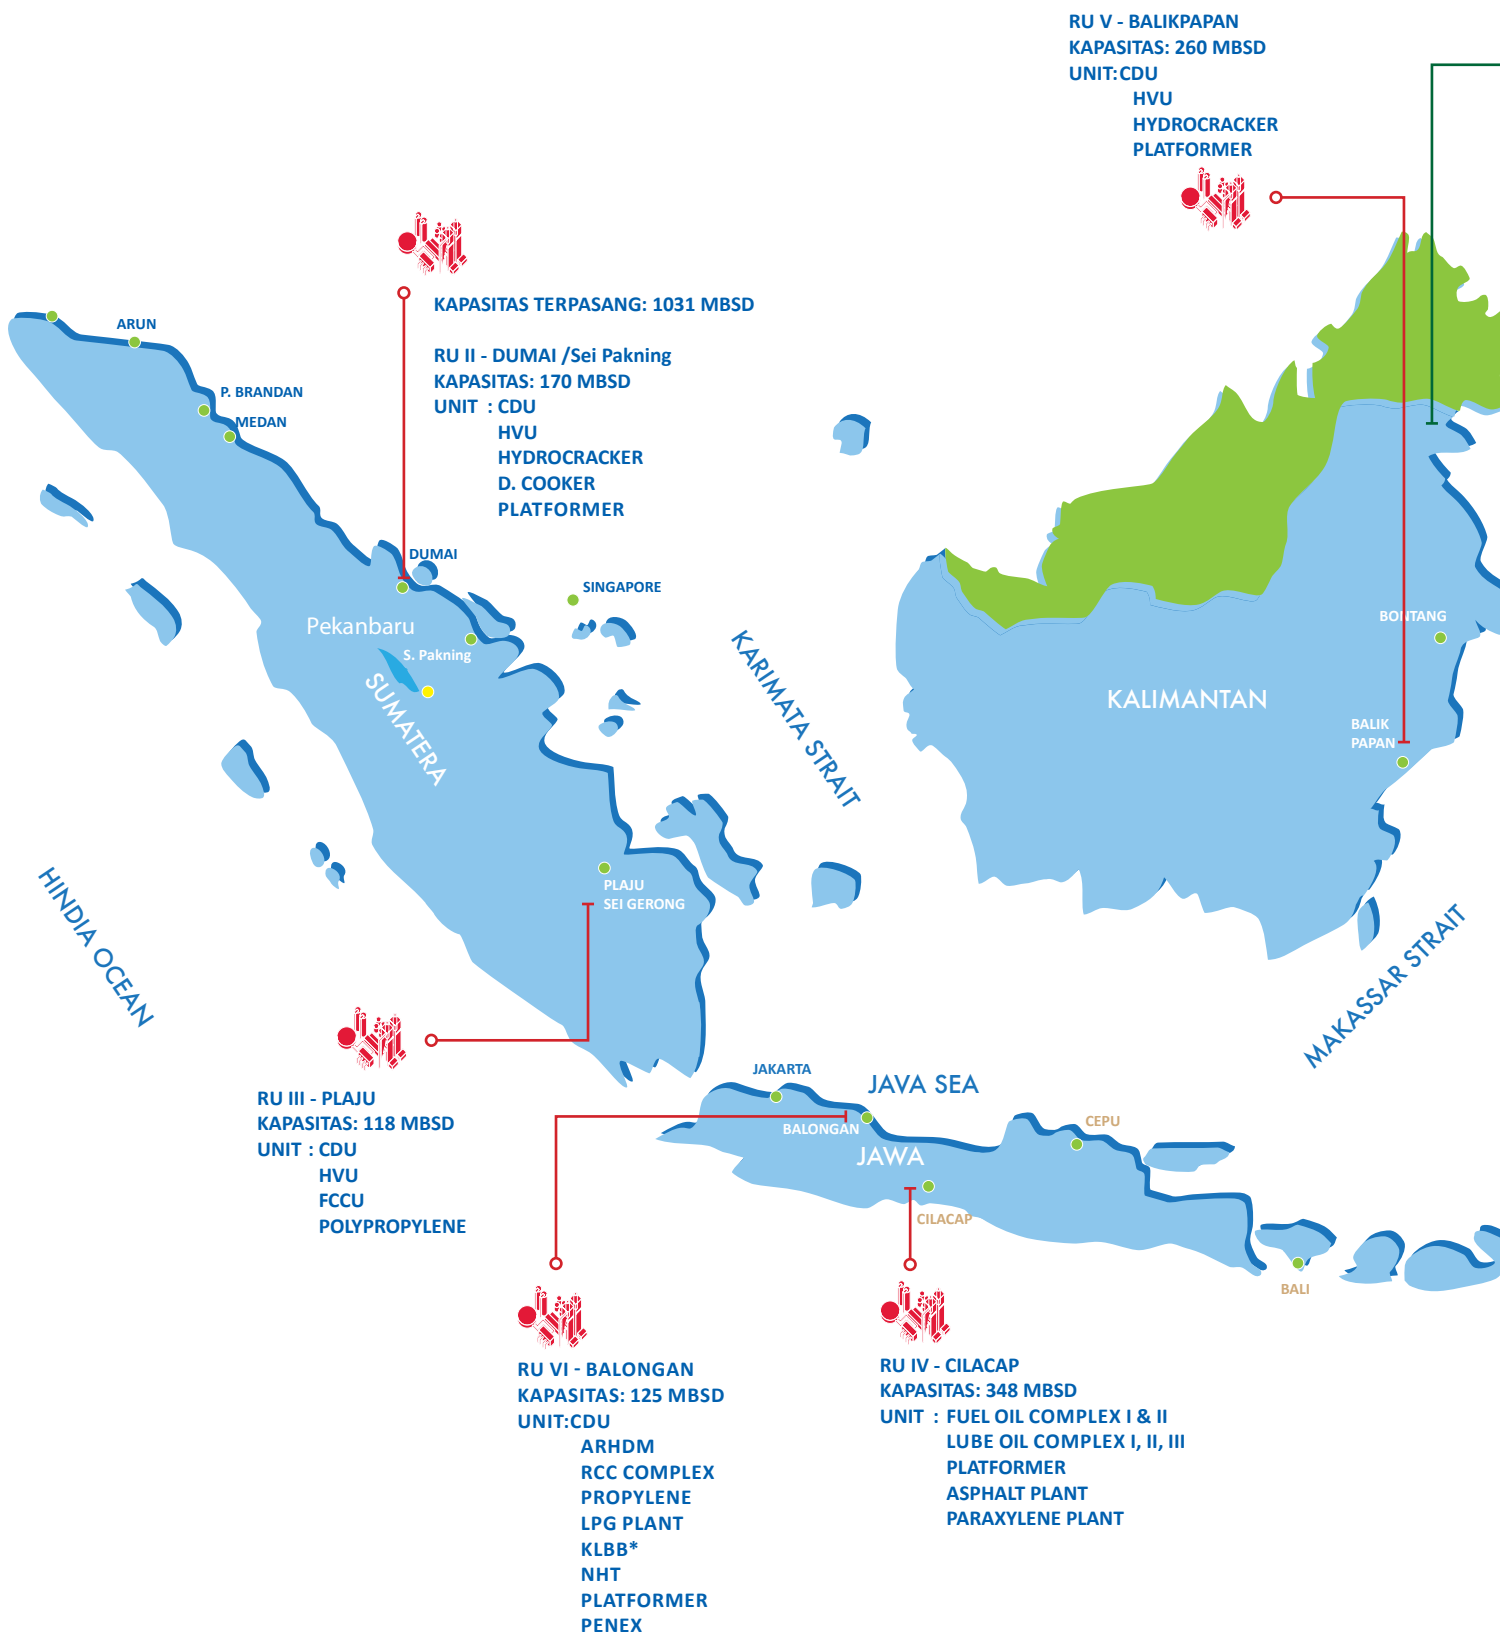 RU V - BALIKPAPAN
KAPASITAS: 260 MBSD
UNIT:CDU
HVU
HYDROCRACKER
PLATFORMER
KAPASITAS TERPASANG: 1031 MBSD
RU II - DUMAI /Sei Pakning
KAPASITAS: 170 MBSD
UNIT : CDU
HVU
HYDROCRACKER
D. COOKER
PLATFORMER
ARUN
P. BRANDAN
MEDAN
DUMAI
SINGAPORE
Pekanbaru
S. Pakning
SUMATERA
KARIMATA STRAIT
BONTANG
KALIMANTAN
BALIK
PAPAN
PLAJU
SEI GERONG
HINDIA OCEAN
MAKASSAR STRAIT
RU III - PLAJU
KAPASITAS: 118 MBSD
UNIT : CDU
HVU
FCCU
POLYPROPYLENE
JAKARTA
JAVA SEA
BALONGAN
CEPU
JAWA
CILACAP
BALI
RU VI - BALONGAN
KAPASITAS: 125 MBSD
UNIT:CDU
ARHDM
RCC COMPLEX
PROPYLENE
LPG PLANT
KLBB*
NHT
PLATFORMER
PENEX
RU IV - CILACAP
KAPASITAS: 348 MBSD
UNIT : FUEL OIL COMPLEX I & II
LUBE OIL COMPLEX I, II, III
PLATFORMER
ASPHALT PLANT
PARAXYLENE PLANT